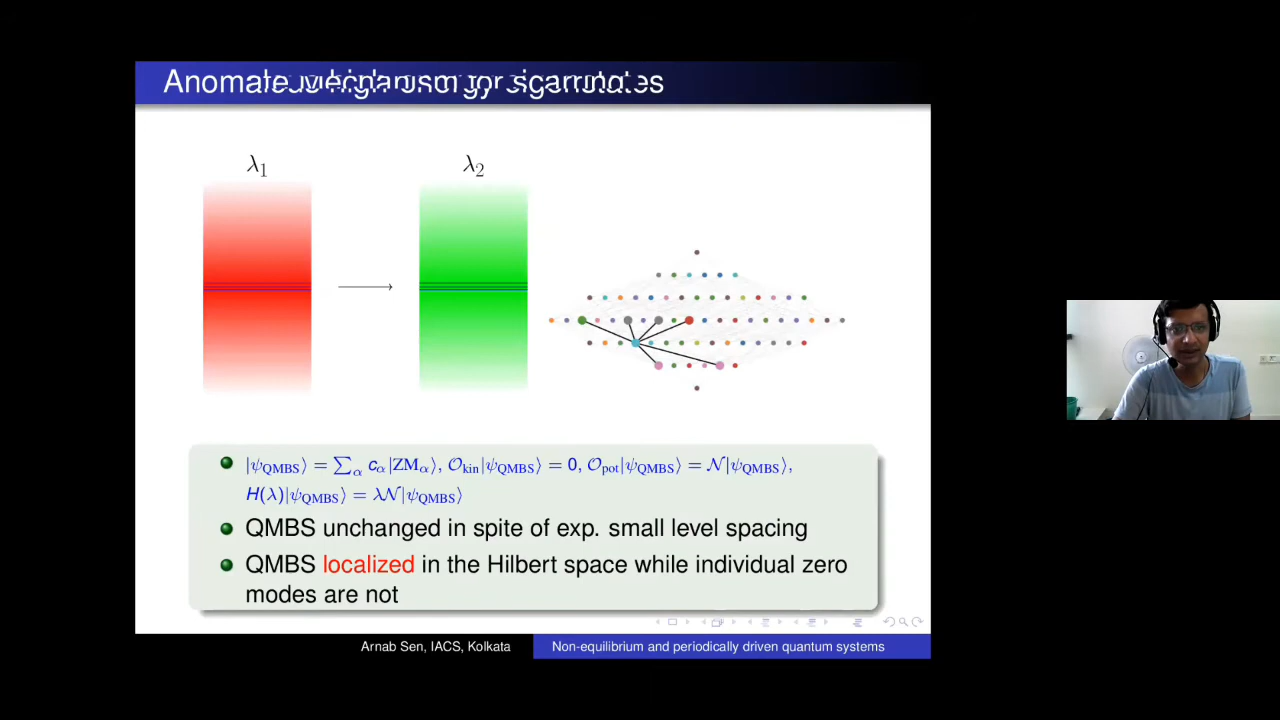 λ₁
λ₂
|ψQMBS⟩ = ∑α cα|ZMα⟩, Okin|ψQMBS⟩ = 0, Opot|ψQMBS⟩ = N|ψQMBS⟩,
H(λ)|ψQMBS⟩ = λN|ψQMBS⟩
QMBS unchanged in spite of exp. small level spacing
QMBS localized in the Hilbert space while individual zero
modes are not
Arnab Sen, IACS, Kolkata
Non-equilibrium and periodically driven quantum systems